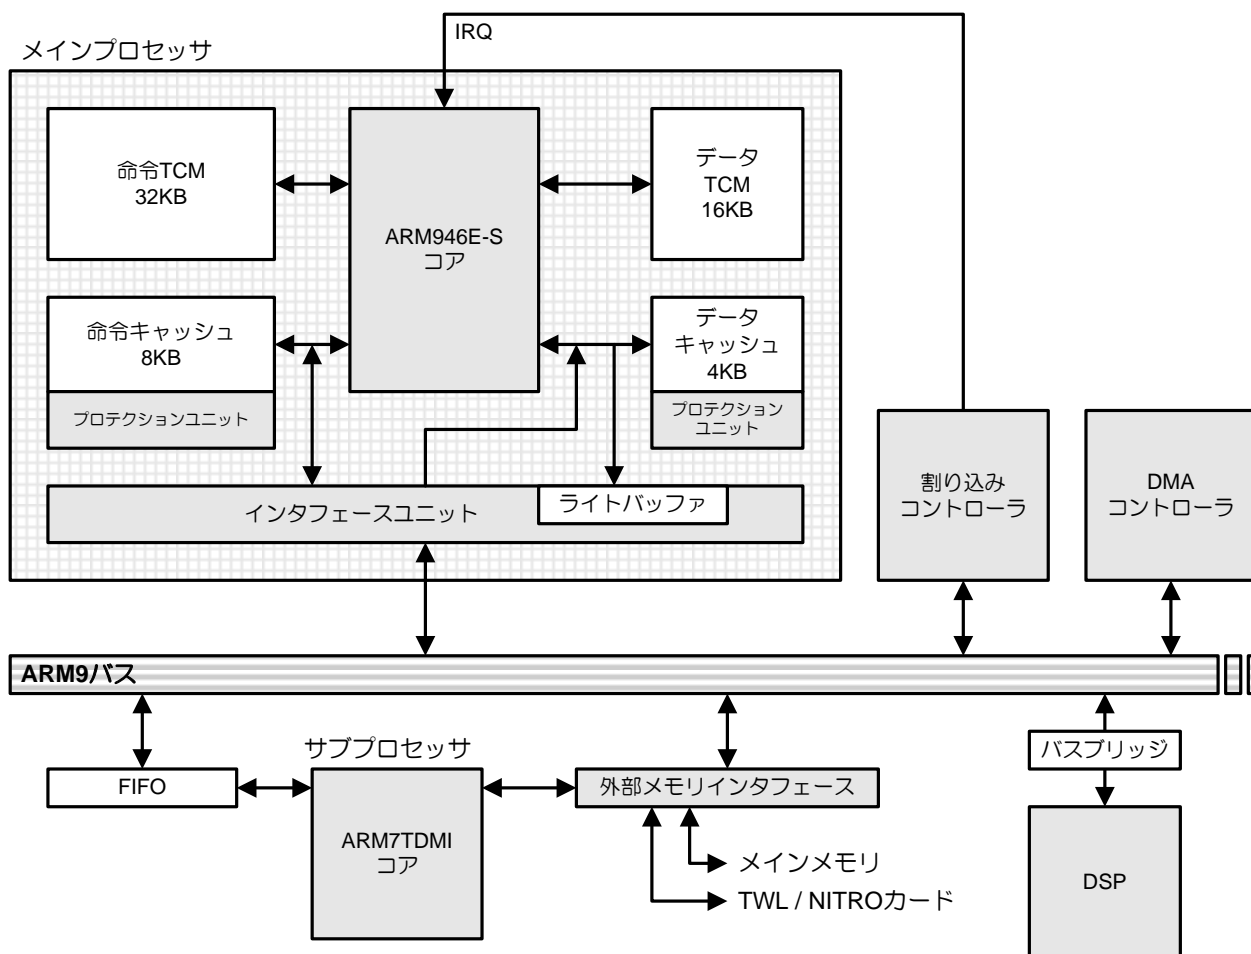 IRQ
メインプロセッサ
命令TCM
32KB
ARM946E-S
コア
データ
TCM
16KB
命令キャッシュ
8KB
プロテクションユニット
データ
キャッシュ
4KB
プロテクション
ユニット
インタフェースユニット
ライトバッファ
割り込み
コントローラ
DMA
コントローラ
ARM9バス
サブプロセッサ
FIFO
ARM7TDMI
コア
外部メモリインタフェース
メインメモリ
TWL / NITROカード
バスブリッジ
DSP